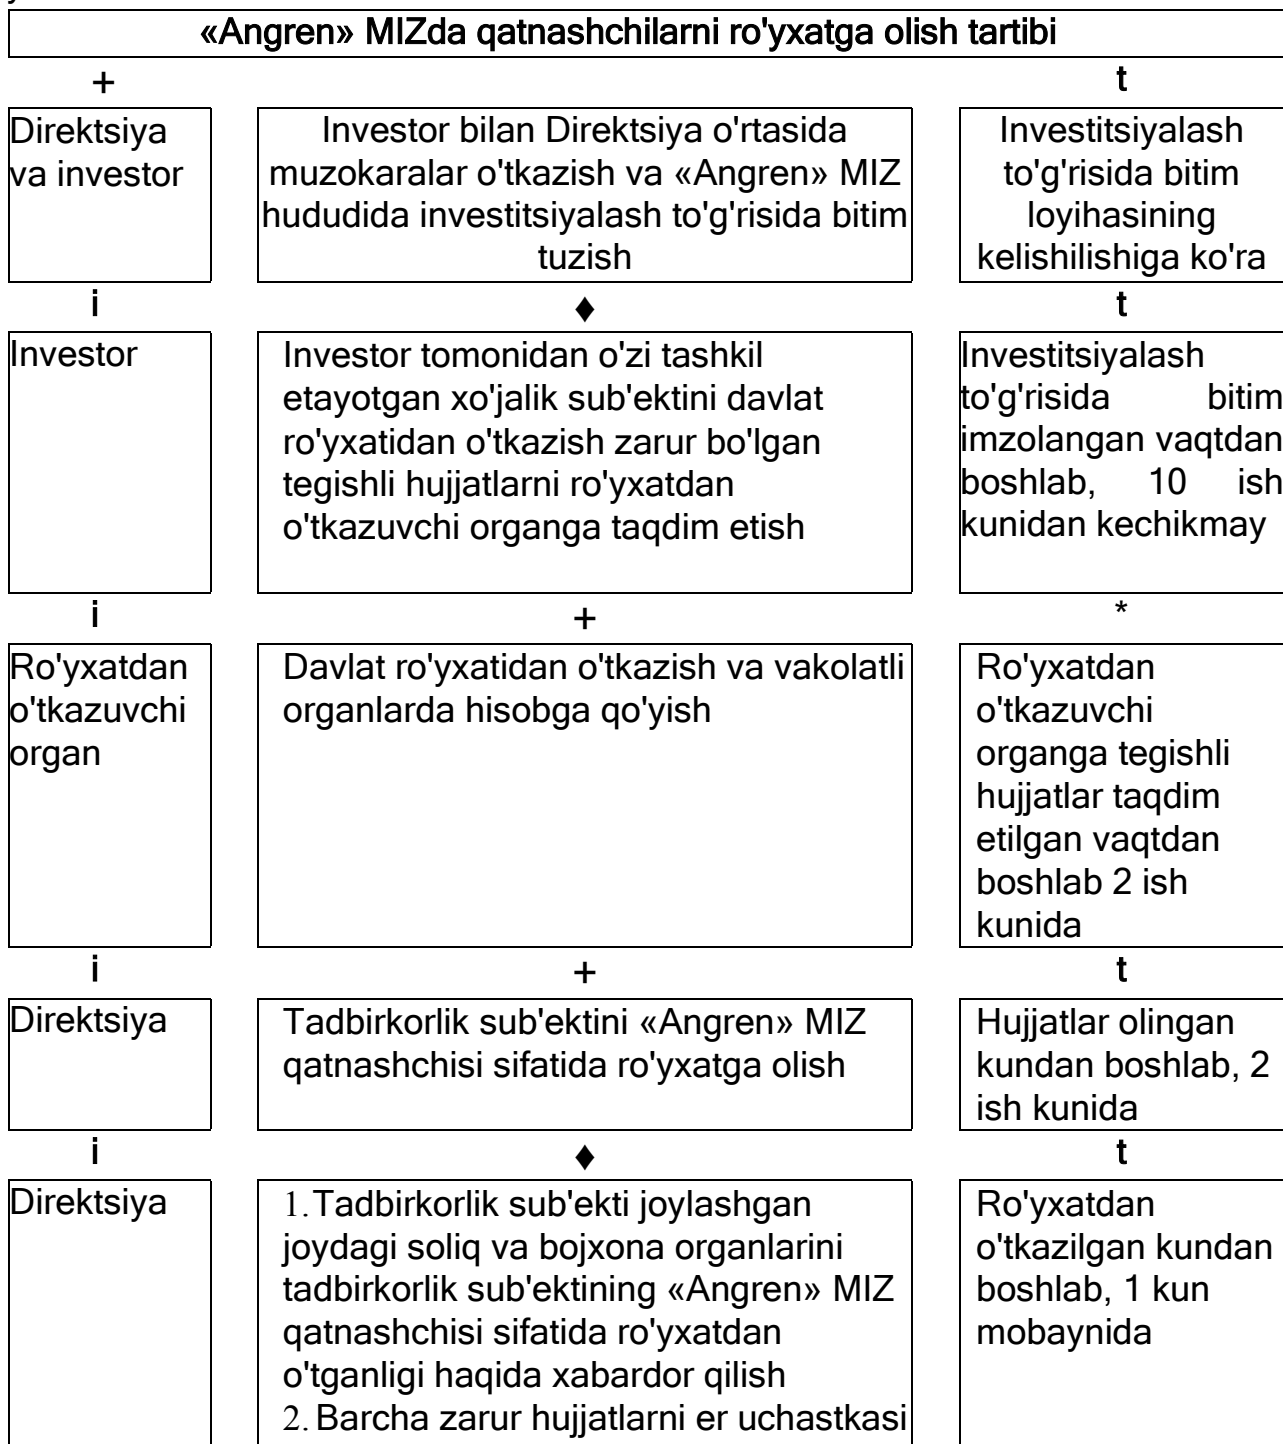 «Angren» MIZda qatnashchilarni ro'yxatga olish tartibi
+
t
Direktsiya
va investor
Investor bilan Direktsiya o'rtasida
muzokaralar o'tkazish va «Angren» MIZ
hududida investitsiyalash to'g'risida bitim
tuzish
Investitsiyalash
to'g'risida bitim
loyihasining
kelishilishiga ko'ra
i
♦
t
Investor
Investor tomonidan o'zi tashkil
etayotgan xo'jalik sub'ektini davlat
ro'yxatidan o'tkazish zarur bo'lgan
tegishli hujjatlarni ro'yxatdan
o'tkazuvchi organga taqdim etish
Investitsiyalash
to'g'risida bitim
imzolangan vaqtdan
boshlab, 10 ish
kunidan kechikmay
i
+
*
Ro'yxatdan
o'tkazuvchi
organ
Davlat ro'yxatidan o'tkazish va vakolatli
organlarda hisobga qo'yish
Ro'yxatdan
o'tkazuvchi
organga tegishli
hujjatlar taqdim
etilgan vaqtdan
boshlab 2 ish
kunida
i
+
t
Direktsiya
Tadbirkorlik sub'ektini «Angren» MIZ
qatnashchisi sifatida ro'yxatga olish
Hujjatlar olingan
kundan boshlab, 2
ish kunida
i
♦
t
Direktsiya
1. Tadbirkorlik sub'ekti joylashgan
joydagi soliq va bojxona organlarini
tadbirkorlik sub'ektining «Angren» MIZ
qatnashchisi sifatida ro'yxatdan
o'tganligi haqida xabardor qilish
2. Barcha zarur hujjatlarni er uchastkasi
Ro'yxatdan
o'tkazilgan kundan
boshlab, 1 kun
mobaynida